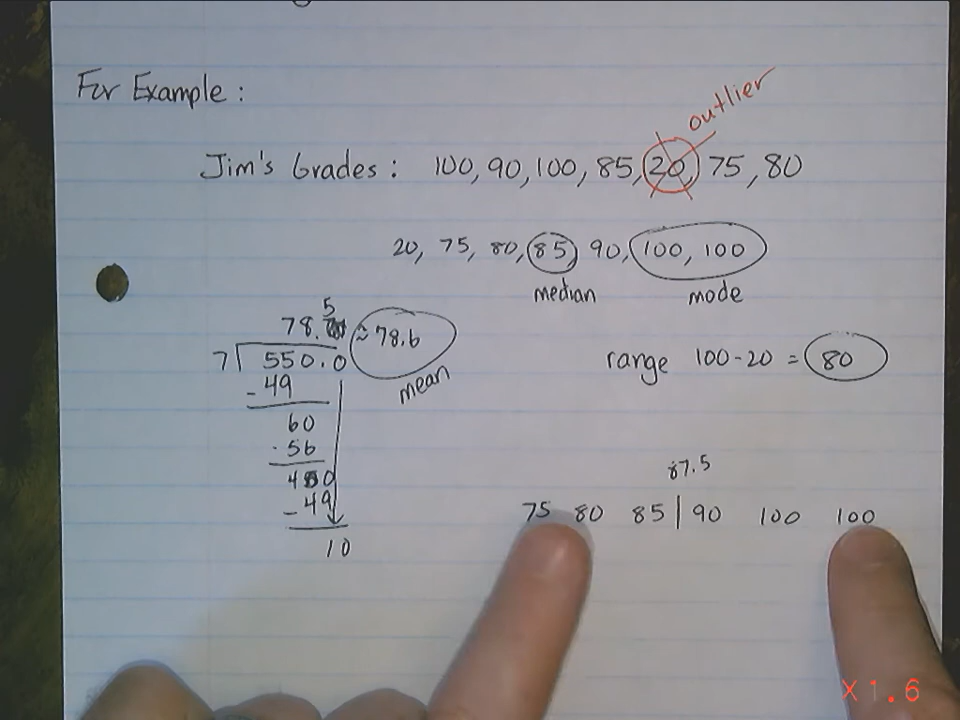 For Example :
outlier
Jim's Grades : 100, 90, 100, 85, 20, 75, 80
20, 75, 80, 85, 90, 100, 100
median mode
5
78. ≈ 78.6
7 550.0
mean
range 100 - 20 = 80
- 49
60
- 56
40
- 49
10
87.5
75 80 85 | 90 100 100
X1.6